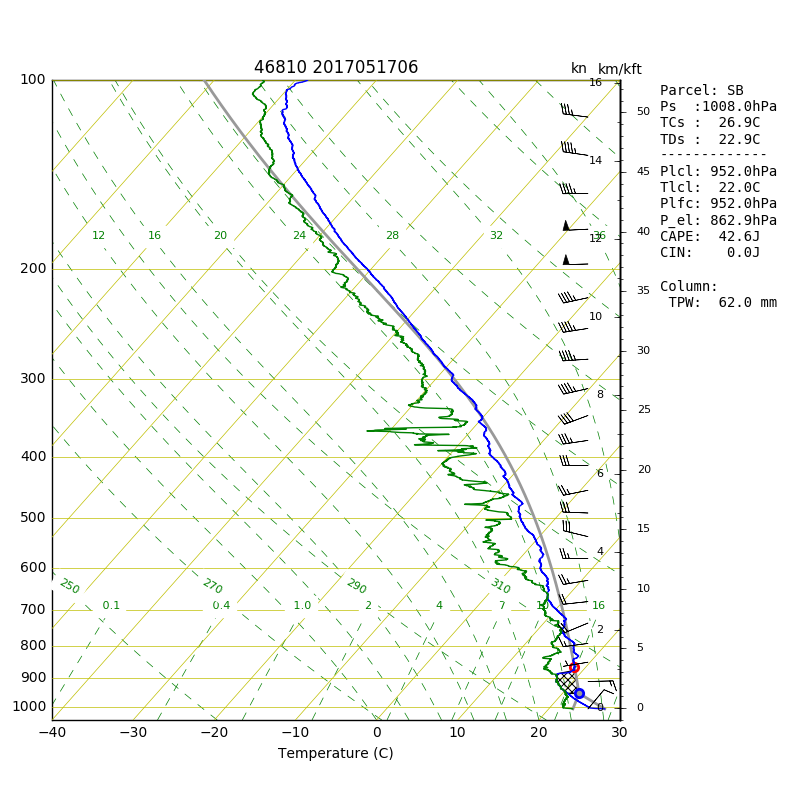 46810 2017051706
kn km/kft
100
200
300
400
500
600
700
800
900
1000
−40 −30 −20 −10 0 10 20 30
Temperature (C)
12 16 20 24 28 32 36
250 270 290 310
0.1 0.4 1.0 2 4 7 10 16
16
14
12
10
8
6
4
2
0
50
45
40
35
30
25
20
15
10
5
0
Parcel: SB
Ps  :1008.0hPa
TCs :  26.9C
TDs :  22.9C
-------------
Plcl: 952.0hPa
Tlcl:  22.0C
Plfc: 952.0hPa
P_el: 862.9hPa
CAPE:  42.6J
CIN:    0.0J
Column:
TPW:  62.0 mm